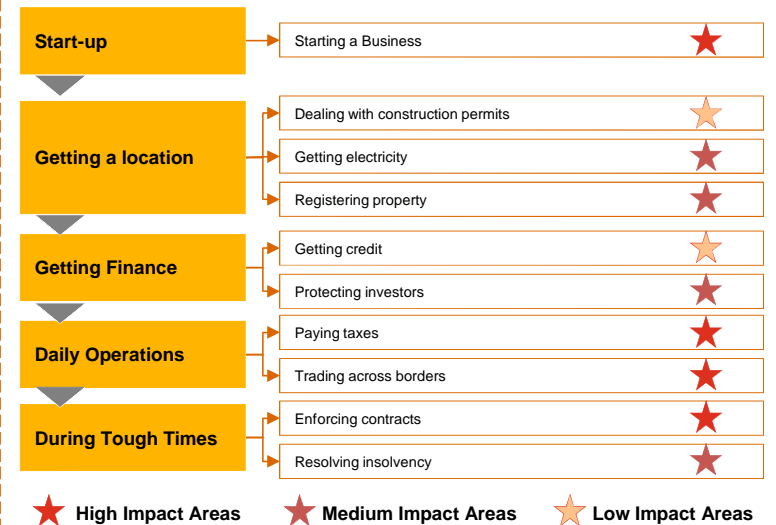 Start-up
Starting a Business
Getting a location
Dealing with construction permits
Getting electricity
Registering property
Getting Finance
Getting credit
Protecting investors
Daily Operations
Paying taxes
Trading across borders
During Tough Times
Enforcing contracts
Resolving insolvency
High Impact Areas Medium Impact Areas Low Impact Areas